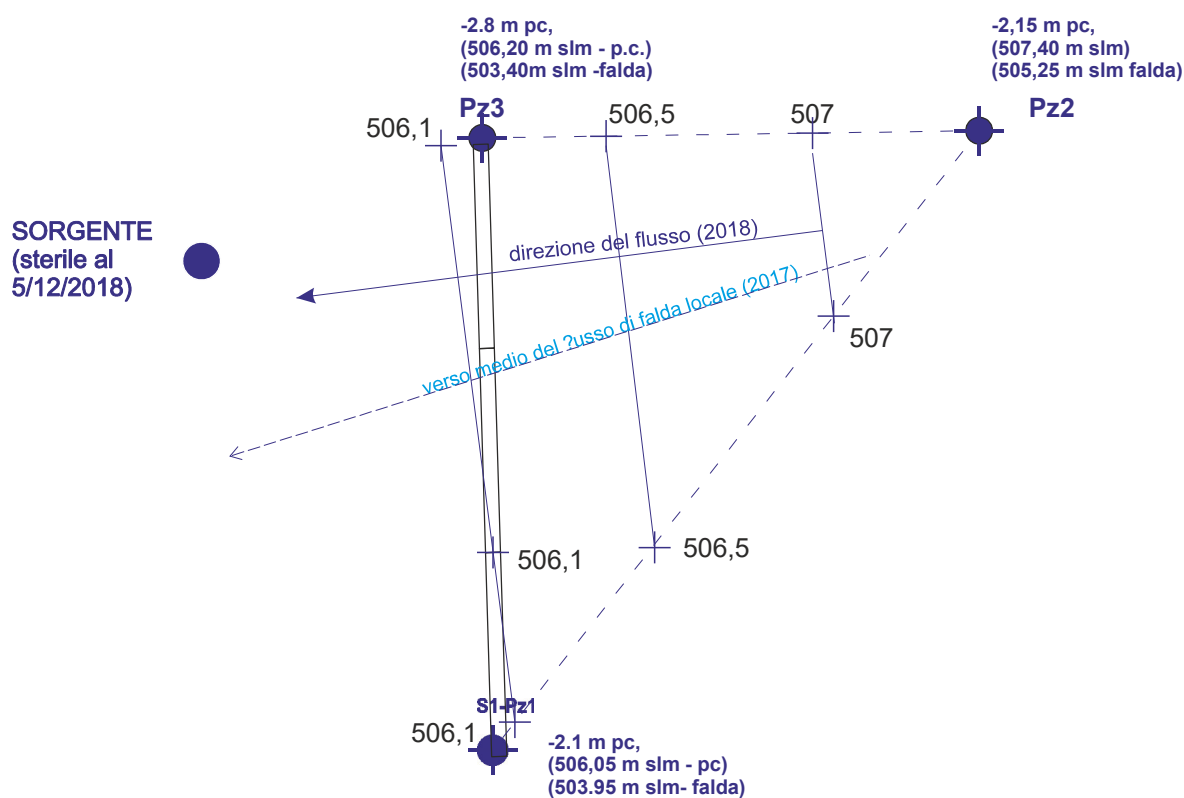 -2.8 m pc,
(506,20 m slm - p.c.)
(503,40m slm -falda)
Pz3
-2,15 m pc,
(507,40 m slm)
(505,25 m slm falda)
Pz2
506,1
506,5
507
SORGENTE
(sterile al
5/12/2018)
direzione del flusso (2018)
verso medio del ?usso di falda locale (2017)
507
506,1
506,5
S1-Pz1
506,1
-2.1 m pc,
(506,05 m slm - pc)
(503.95 m slm- falda)